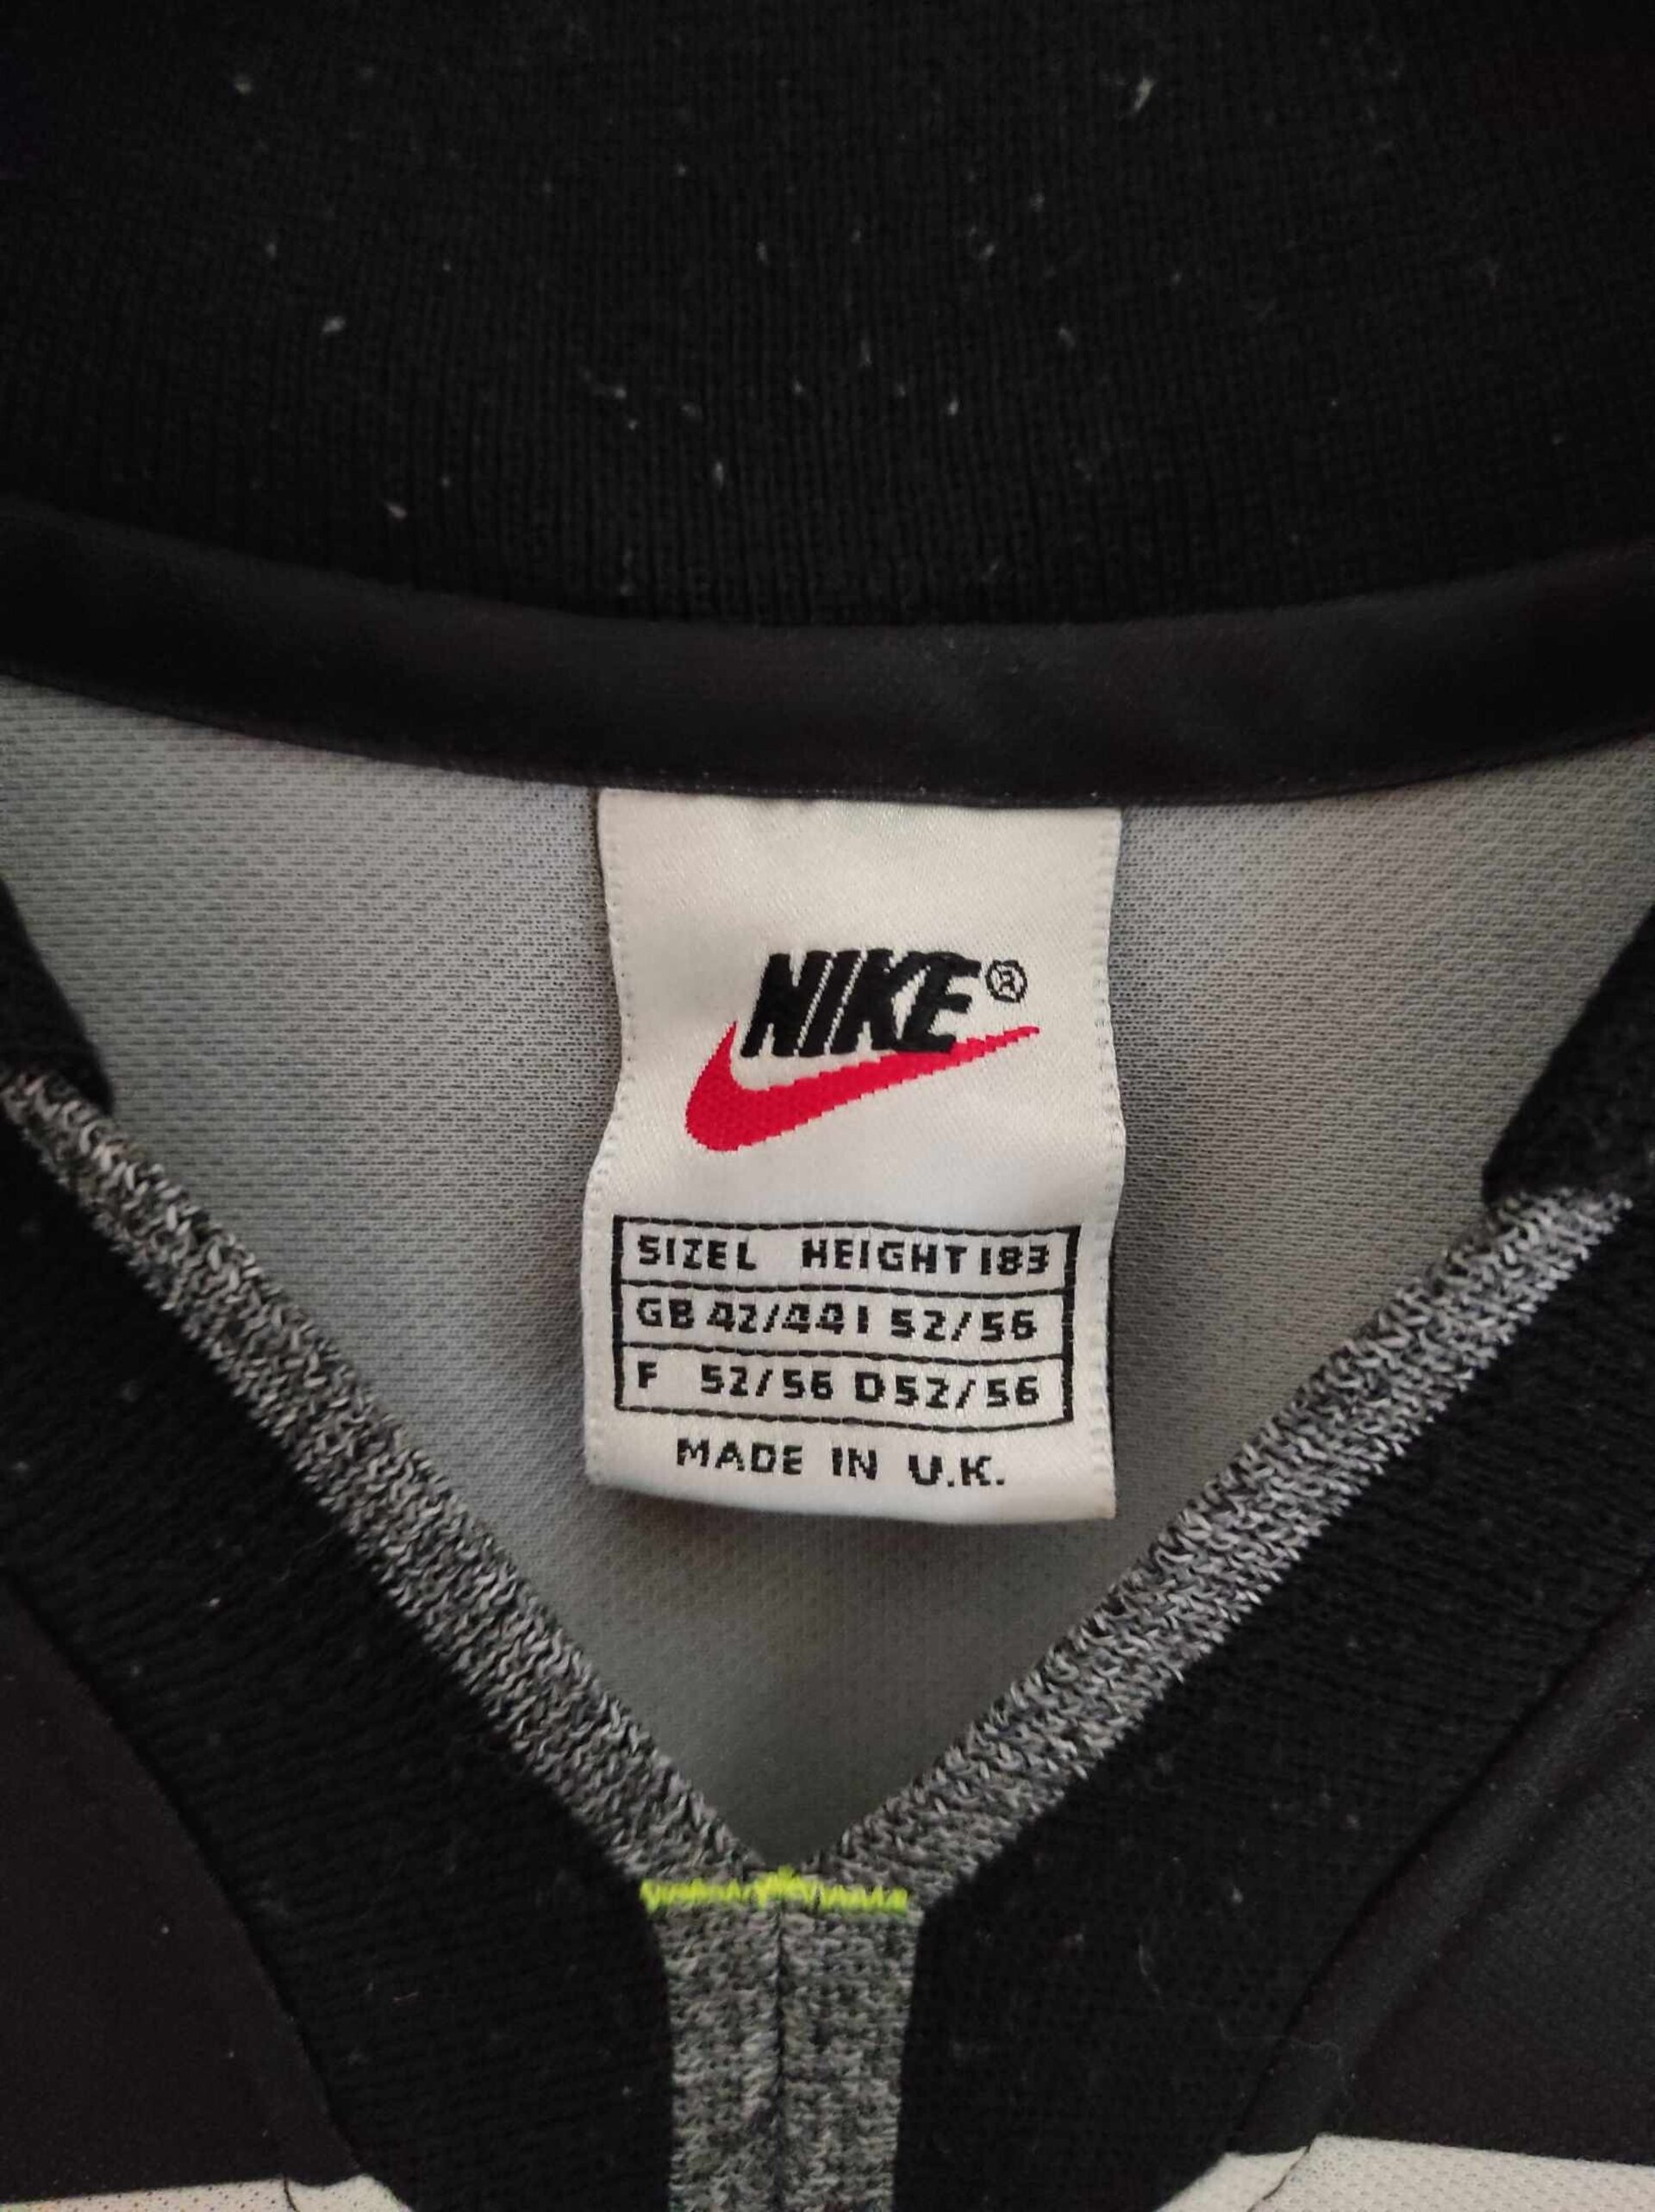 NIKE®
SIZE L HEIGHT 183
GB 42/44 I 52/56
F 52/56 D 52/56
MADE IN U.K.